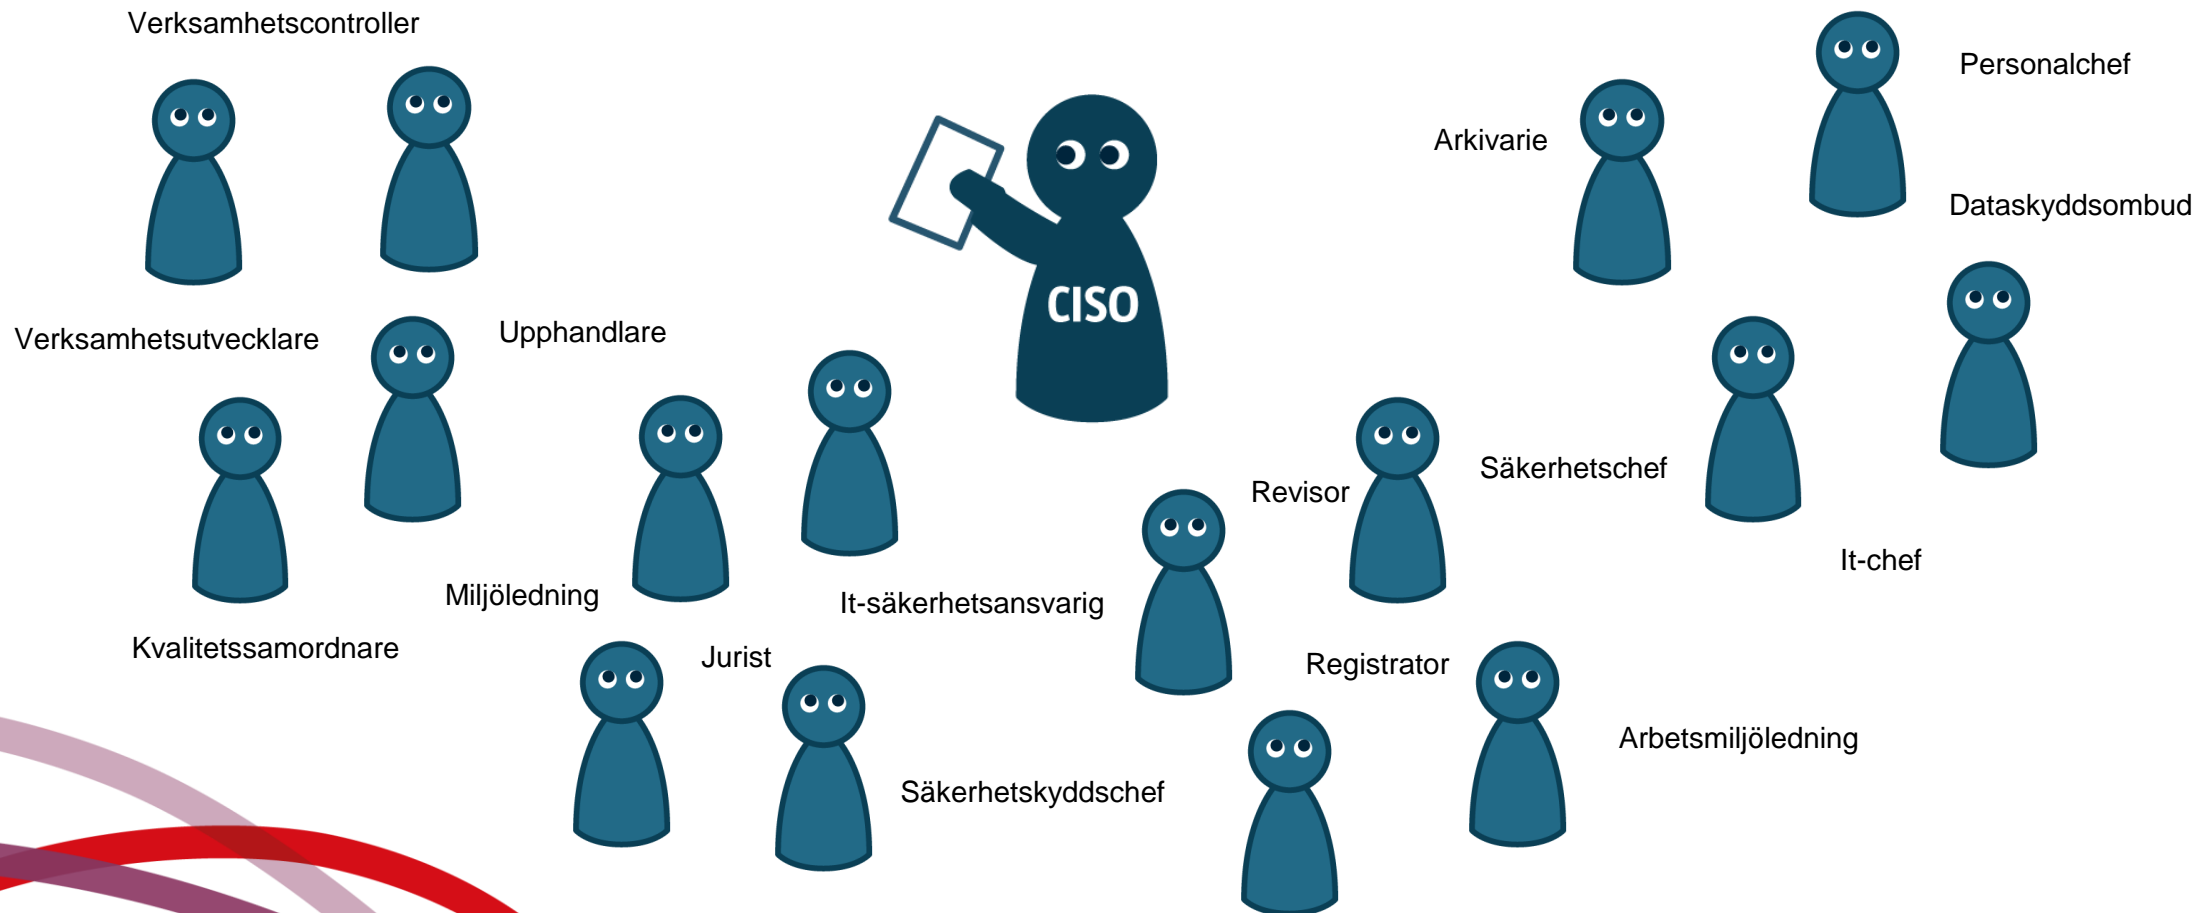 Verksamhetscontroller
Personalchef
Arkivarie
Dataskyddsombud
CISO
Verksamhetsutvecklare
Upphandlare
Säkerhetschef
Revisor
It-chef
Miljöledning
It-säkerhetsansvarig
Kvalitetssamordnare
Jurist
Registrator
Arbetsmiljöledning
Säkerhetskyddschef